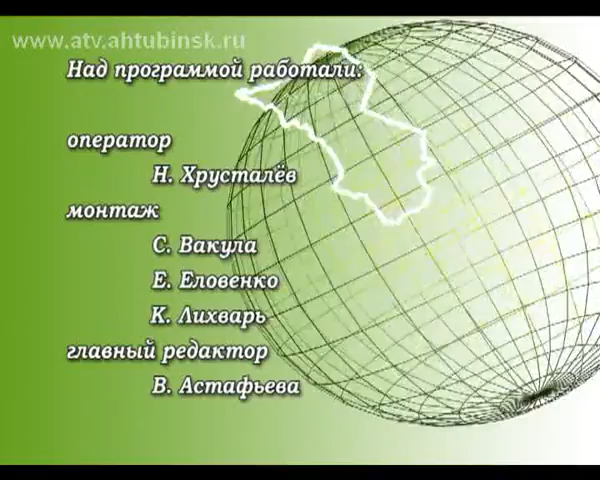 www.atv.ahtubinsk.ru
Над программой работали:
оператор
Н. Хрусталёв
монтаж
С. Вакула
Е. Еловенко
К. Лихварь
главный редактор
В. Астафьева